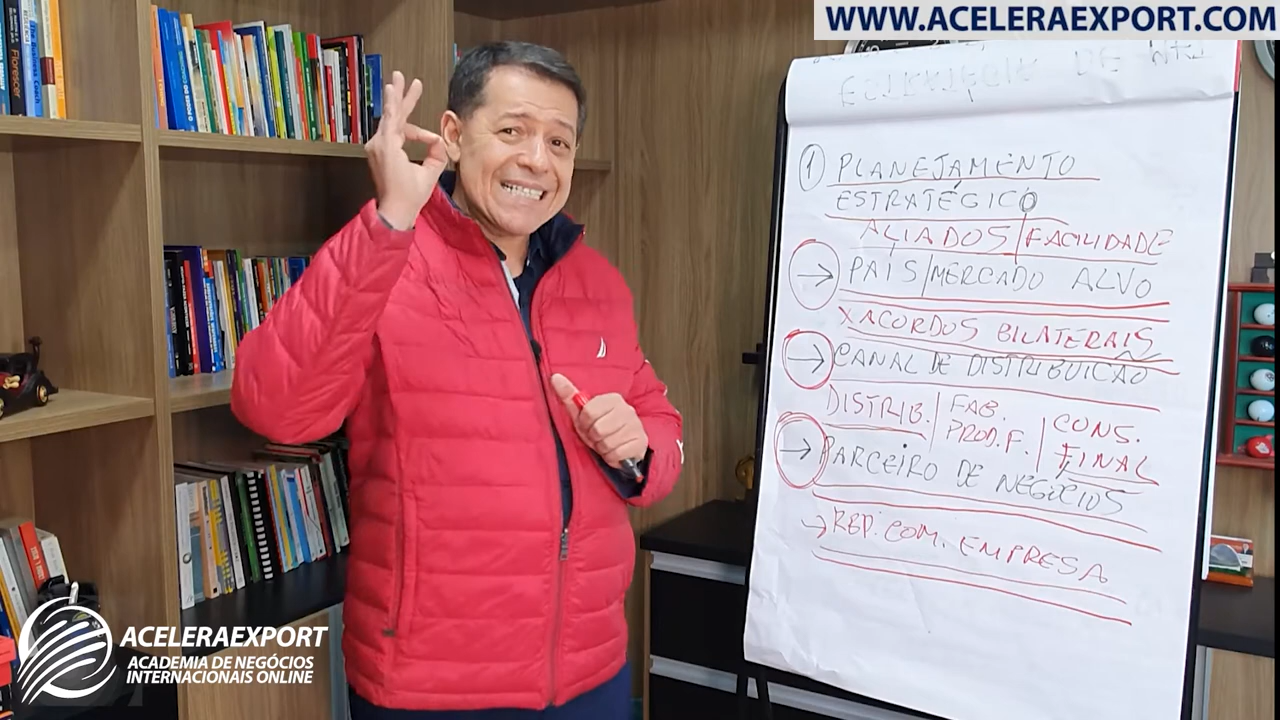 WWW.ACELERAEXPORT.COM
DE
1 PLANEJAMENTO
ESTRATÉGICO
ALIADOS/FACILIDADE
→ PAÍS/MERCADO ALVO
X ACORDOS BILATERAIS
→ CANAL DE DISTRIBUIÇÃO
DISTRIB. | FAB. PROD.F. | CONS. FINAL
→ PARCEIRO DE NEGÓCIOS
→ REP. COM. EMPRESA
ACELERAEXPORT
ACADEMIA DE NEGÓCIOS
INTERNACIONAIS ONLINE